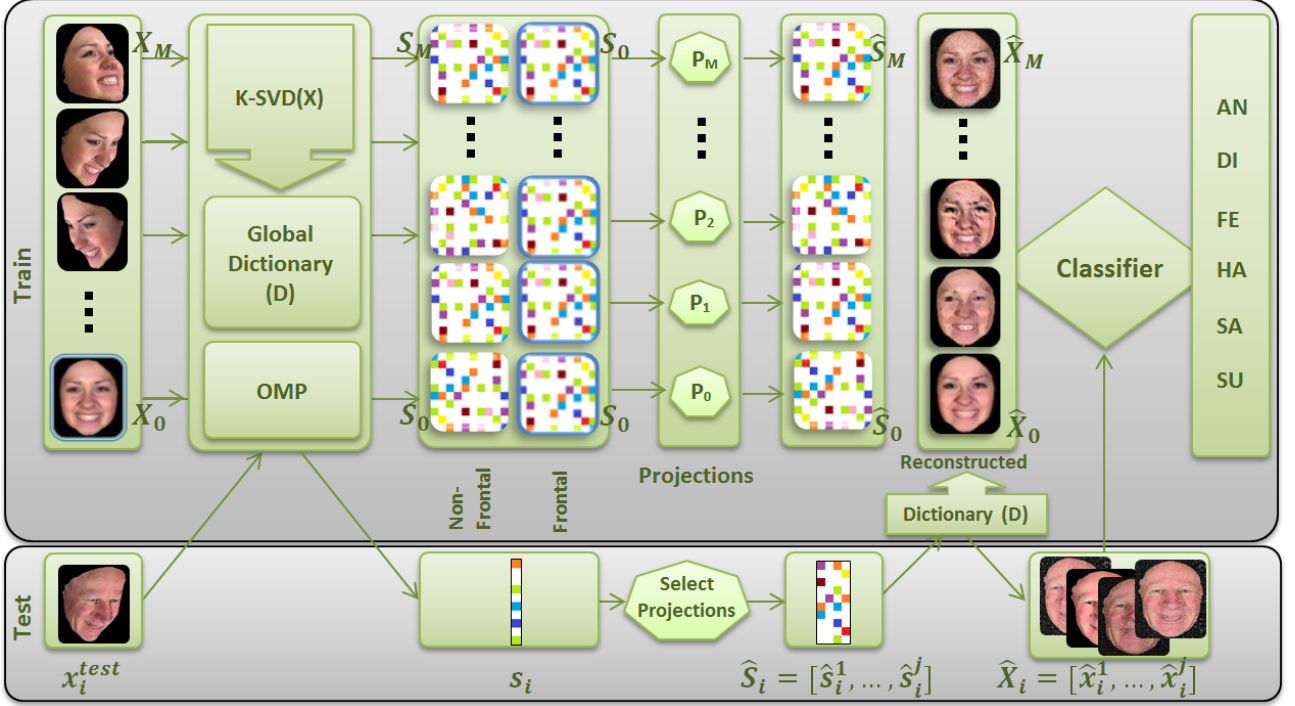 Train
X_M
X_0
K-SVD(X)
Global
Dictionary
(D)
OMP
S_M
S_0
S_0
S_0
Non-
Frontal
Frontal
P_M
P_2
P_1
P_0
Projections
Ŝ_M
Ŝ_0
X̂_M
X̂_0
Reconstructed
Dictionary (D)
Classifier
AN
DI
FE
HA
SA
SU
Test
x_i^{test}
s_i
Select
Projections
Ŝ_i = [ŝ_i^1, ..., ŝ_i^j]
X̂_i = [x̂_i^1, ..., x̂_i^j]